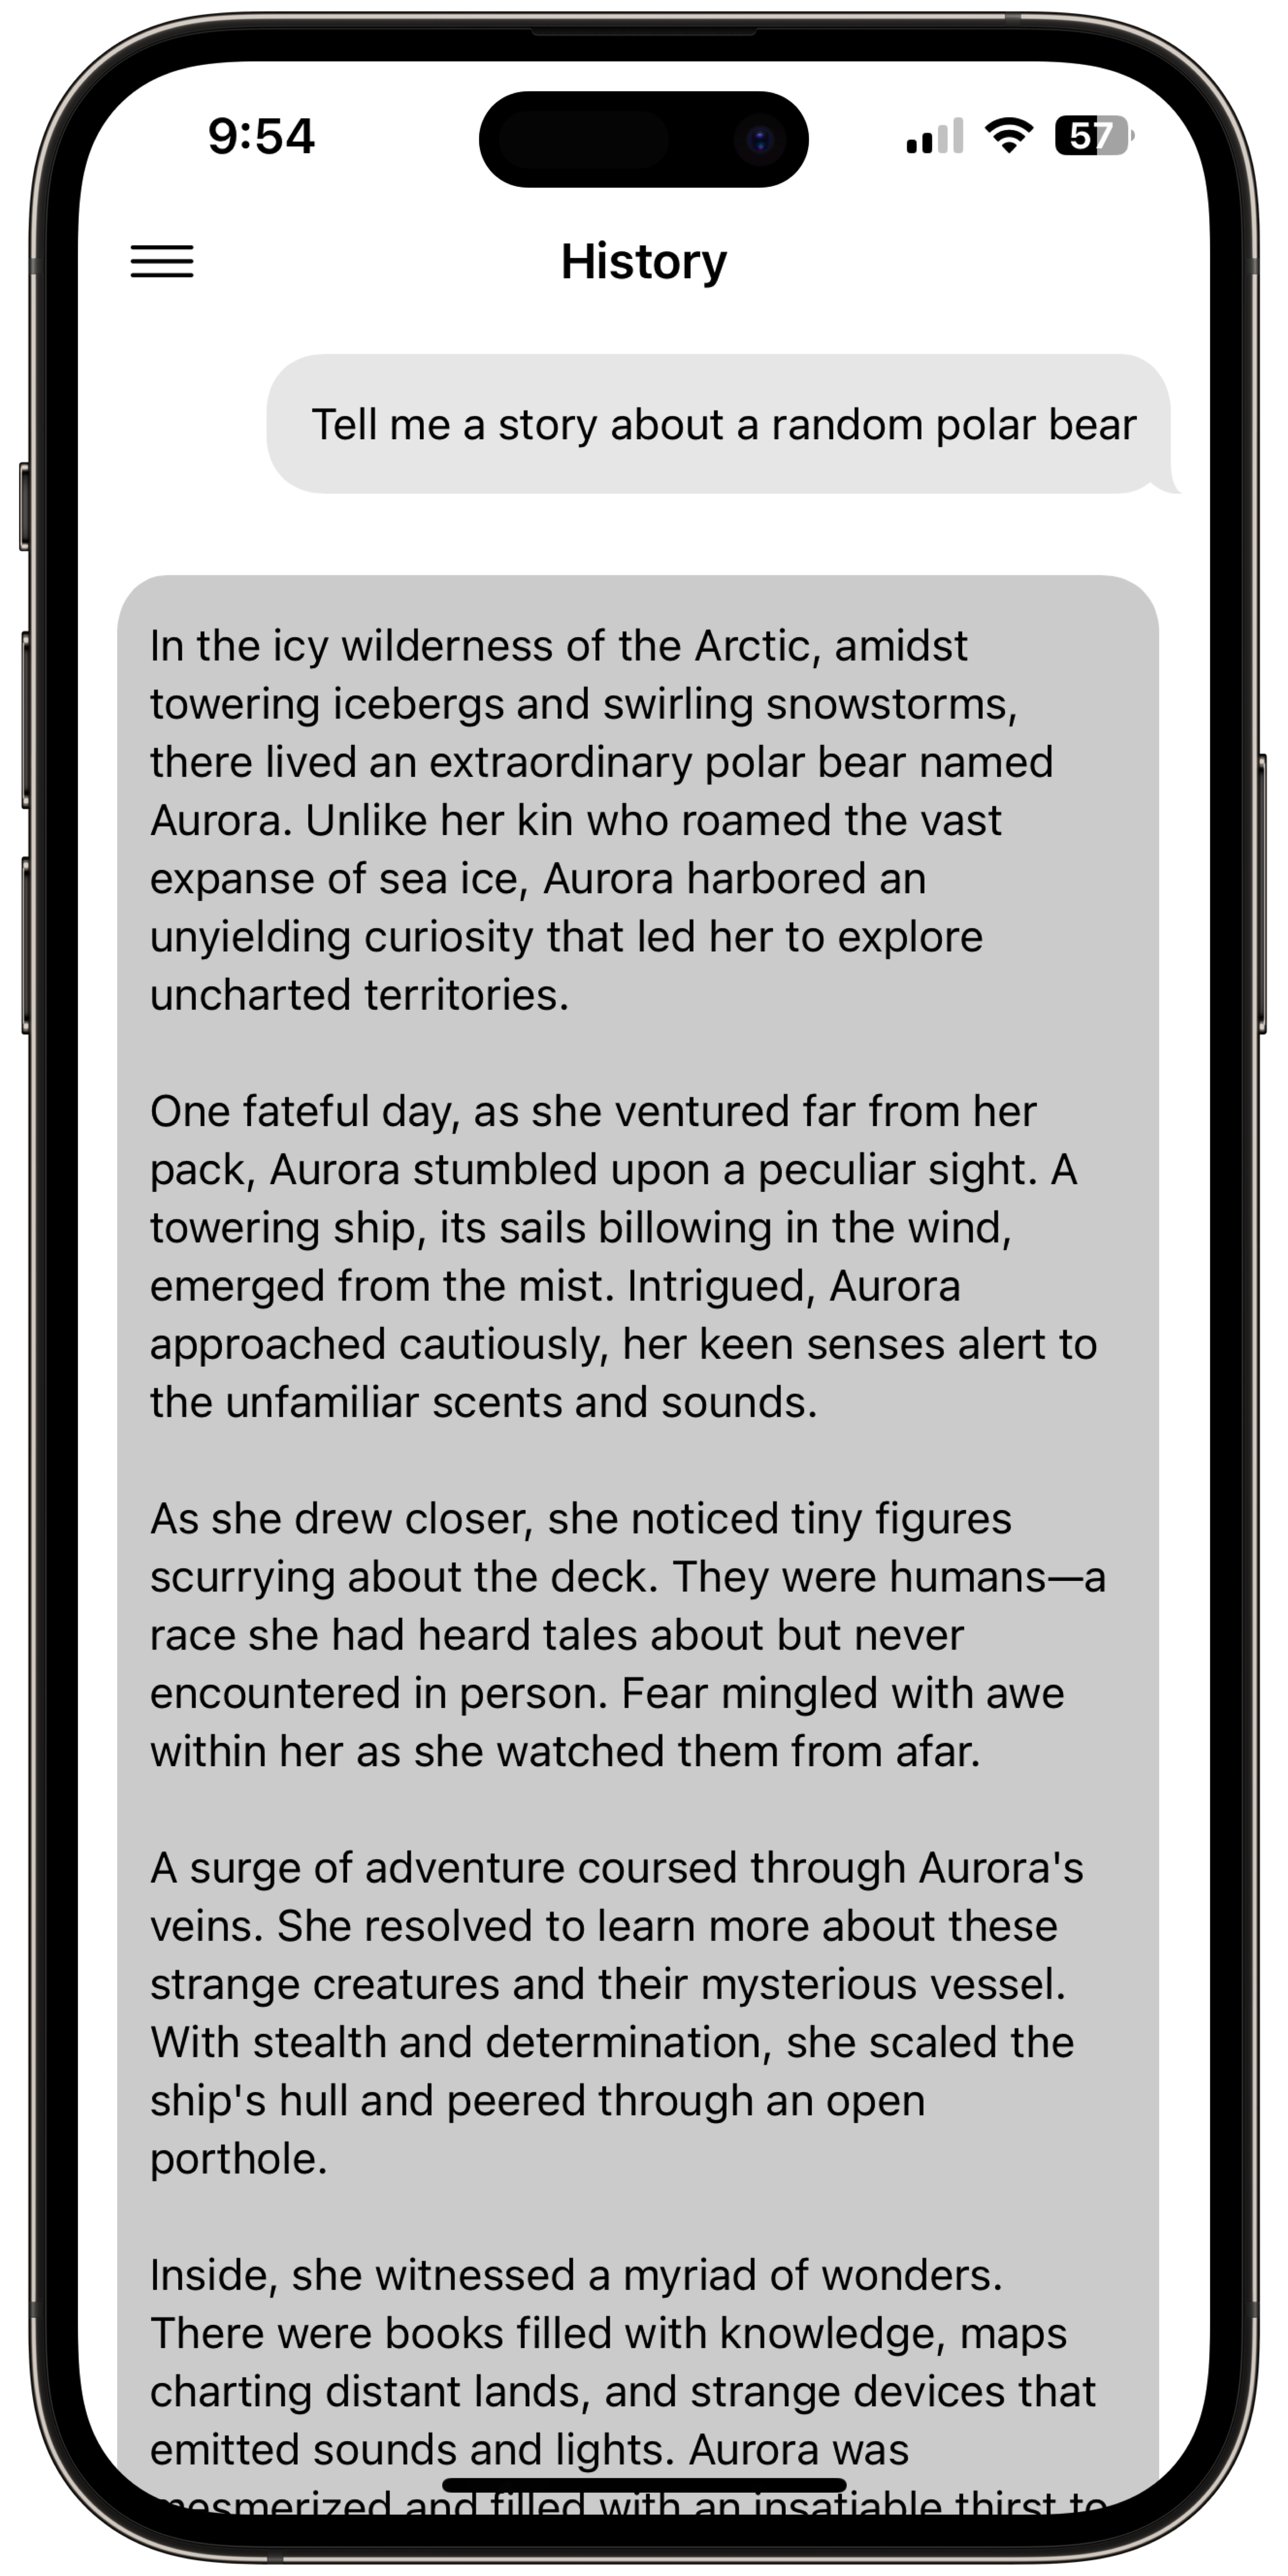 9:54
57
History
Tell me a story about a random polar bear
In the icy wilderness of the Arctic, amidst
towering icebergs and swirling snowstorms,
there lived an extraordinary polar bear named
Aurora. Unlike her kin who roamed the vast
expanse of sea ice, Aurora harbored an
unyielding curiosity that led her to explore
uncharted territories.
One fateful day, as she ventured far from her
pack, Aurora stumbled upon a peculiar sight. A
towering ship, its sails billowing in the wind,
emerged from the mist. Intrigued, Aurora
approached cautiously, her keen senses alert to
the unfamiliar scents and sounds.
As she drew closer, she noticed tiny figures
scurrying about the deck. They were humans—a
race she had heard tales about but never
encountered in person. Fear mingled with awe
within her as she watched them from afar.
A surge of adventure coursed through Aurora's
veins. She resolved to learn more about these
strange creatures and their mysterious vessel.
With stealth and determination, she scaled the
ship's hull and peered through an open
porthole.
Inside, she witnessed a myriad of wonders.
There were books filled with knowledge, maps
charting distant lands, and strange devices that
emitted sounds and lights. Aurora was
mesmerized and filled with an insatiable thirst to